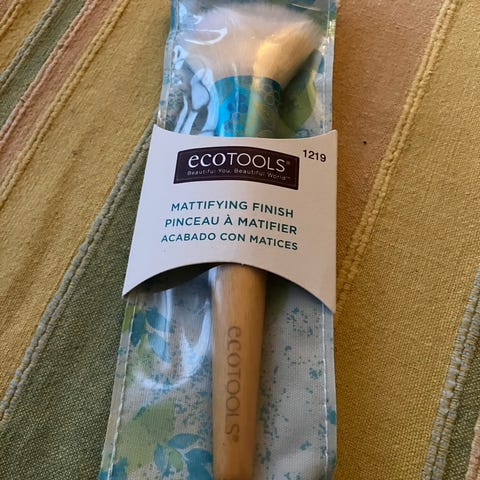 ecoTOOLS®
Beautiful You. Beautiful World™
1219
MATTIFYING FINISH
PINCEAU À MATIFIER
ACABADO CON MATICES
ecoTOOLS®